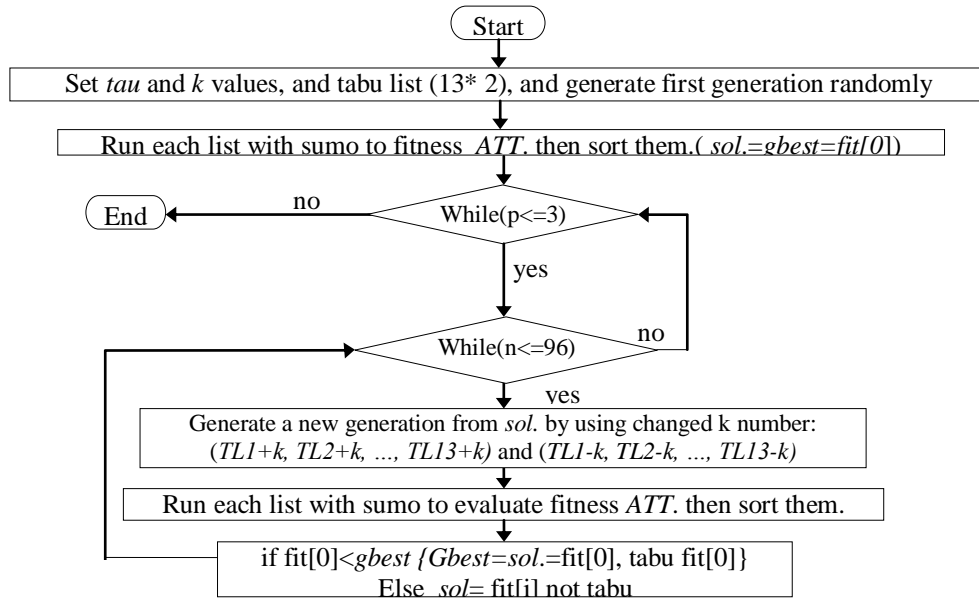 Start
Set tau and k values, and tabu list (13* 2), and generate first generation randomly
Run each list with sumo to fitness ATT. then sort them.( sol.=gbest=fit[0])
no
End
While(p<=3)
yes
no
While(n<=96)
yes
Generate a new generation from sol. by using changed k number:
(TL1+k, TL2+k, ..., TL13+k) and (TL1-k, TL2-k, ..., TL13-k)
Run each list with sumo to evaluate fitness ATT. then sort them.
if fit[0]<gbest {Gbest=sol.=fit[0], tabu fit[0]}
Else sol= fit[i] not tabu